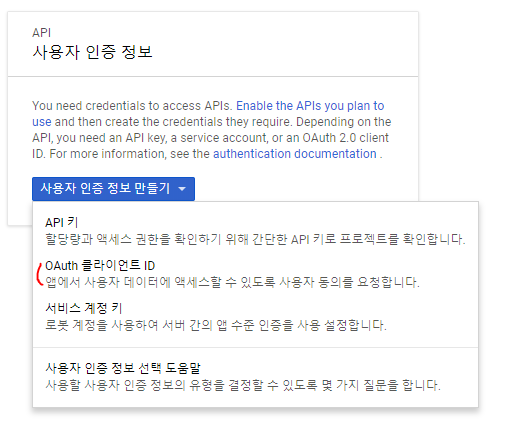 API
사용자 인증 정보
You need credentials to access APIs. Enable the APIs you plan to
use and then create the credentials they require. Depending on the
API, you need an API key, a service account, or an OAuth 2.0 client
ID. For more information, see the authentication documentation .
사용자 인증 정보 만들기
API 키
할당량과 액세스 권한을 확인하기 위해 간단한 API 키로 프로젝트를 확인합니다.
OAuth 클라이언트 ID
앱에서 사용자 데이터에 액세스할 수 있도록 사용자 동의를 요청합니다.
서비스 계정 키
로봇 계정을 사용하여 서버 간의 앱 수준 인증을 사용 설정합니다.
사용자 인증 정보 선택 도움말
사용할 사용자 인증 정보의 유형을 결정할 수 있도록 몇 가지 질문을 합니다.